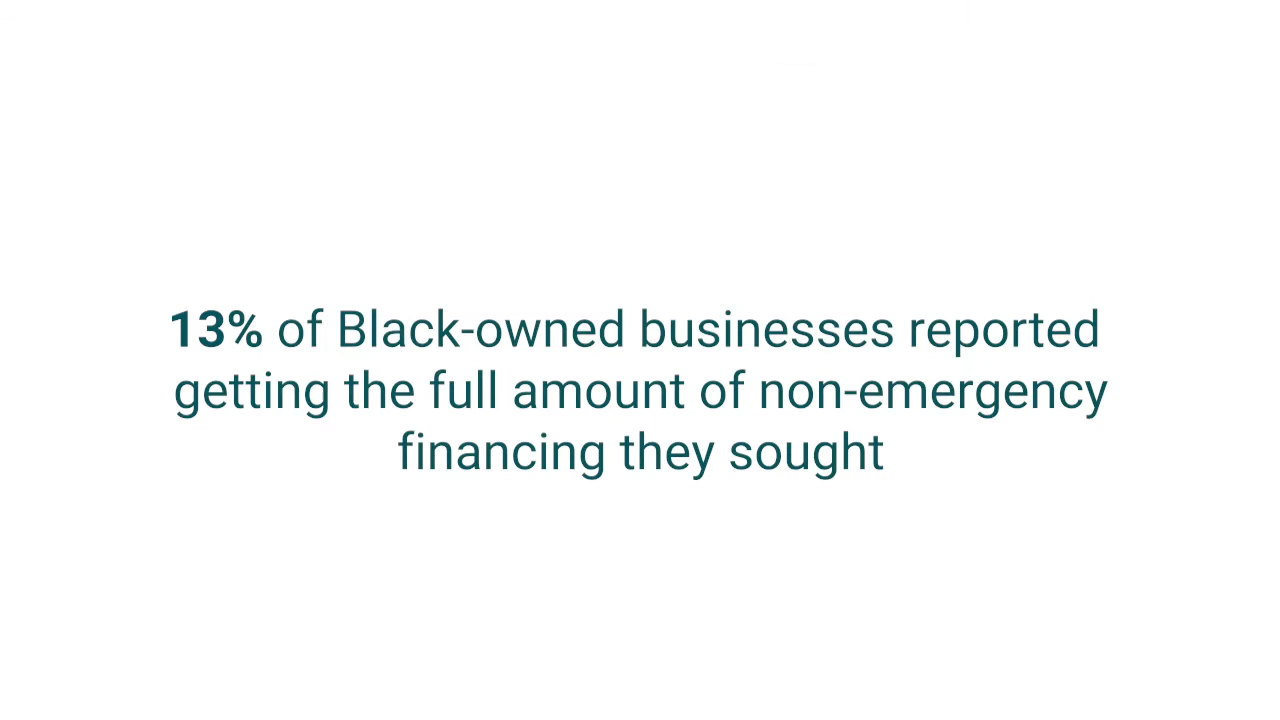 13% of Black-owned businesses reported
getting the full amount of non-emergency
financing they sought